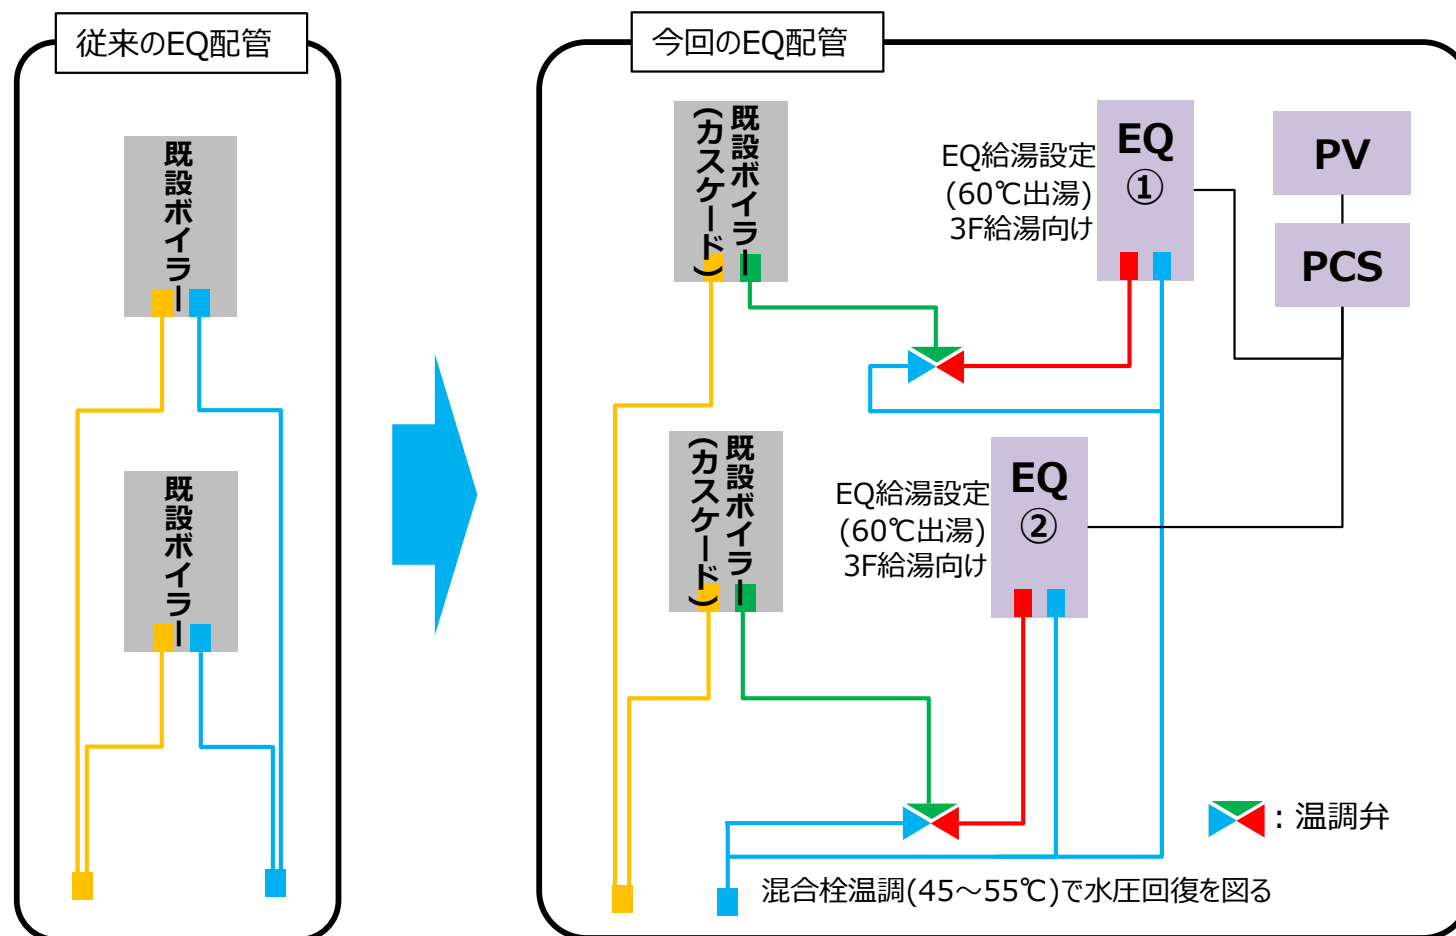 従来のEQ配管
既設ボイラー
既設ボイラー
今回のEQ配管
既設ボイラー
(カスケード)
EQ給湯設定
(60℃出湯)
3F給湯向け
EQ
①
PV
PCS
既設ボイラー
(カスケード)
EQ給湯設定
(60℃出湯)
3F給湯向け
EQ
②
：温調弁
混合栓温調(45～55℃)で水圧回復を図る